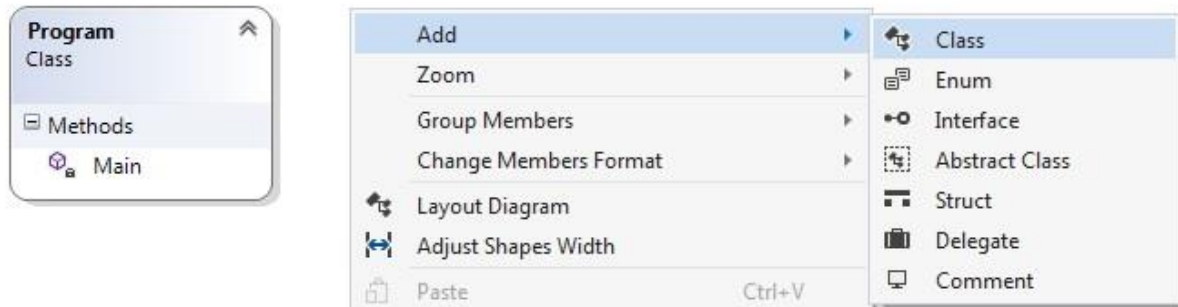 Program
Class
Methods
Main
Add
Zoom
Group Members
Change Members Format
Layout Diagram
Adjust Shapes Width
Paste Ctrl+V
Class
Enum
Interface
Abstract Class
Struct
Delegate
Comment